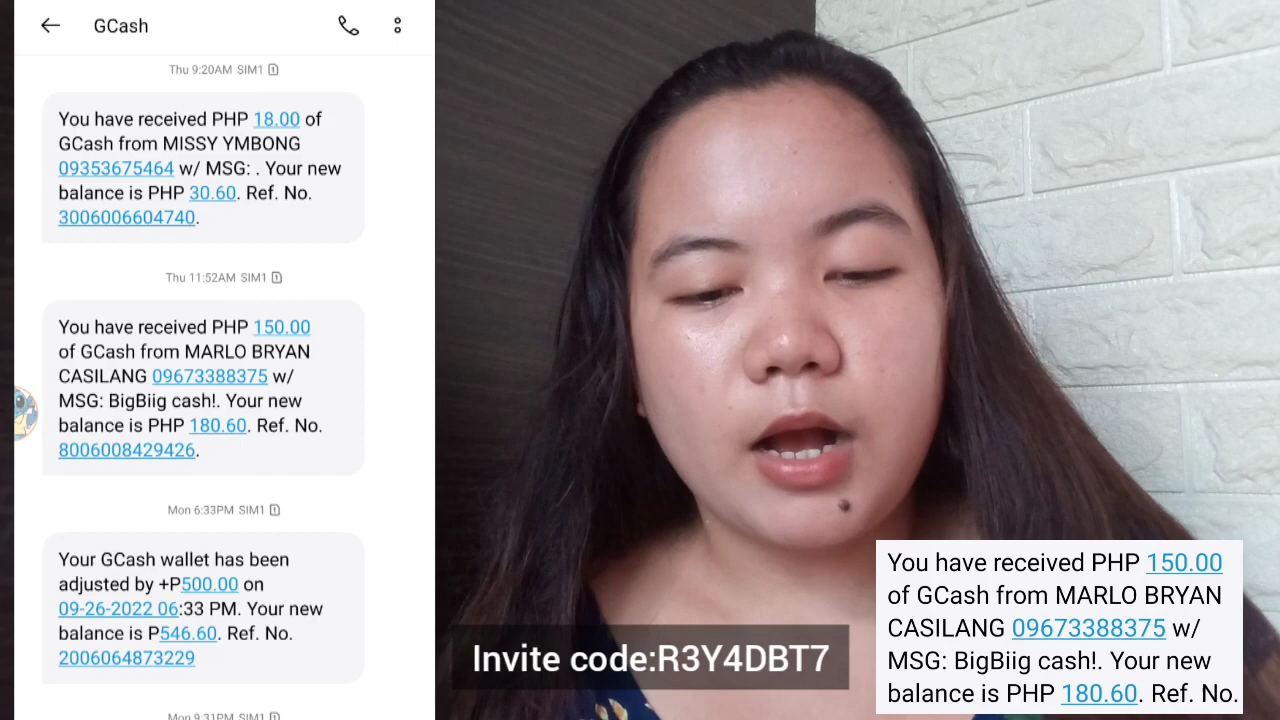 GCash
Thu 9:20AM SIM1
You have received PHP 18.00 of
GCash from MISSY YMBONG
09353675464 w/ MSG: . Your new
balance is PHP 30.60. Ref. No.
3006006604740.
Thu 11:52AM SIM1
You have received PHP 150.00
of GCash from MARLO BRYAN
CASILANG 09673388375 w/
MSG: BigBiig cash!. Your new
balance is PHP 180.60. Ref. No.
8006008429426.
Mon 6:33PM SIM1
Your GCash wallet has been
adjusted by +P500.00 on
09-26-2022 06:33 PM. Your new
balance is P546.60. Ref. No.
2006064873229
Mon 9:31PM SIM1
Invite code:R3Y4DBT7
You have received PHP 150.00
of GCash from MARLO BRYAN
CASILANG 09673388375 w/
MSG: BigBiig cash!. Your new
balance is PHP 180.60. Ref. No.